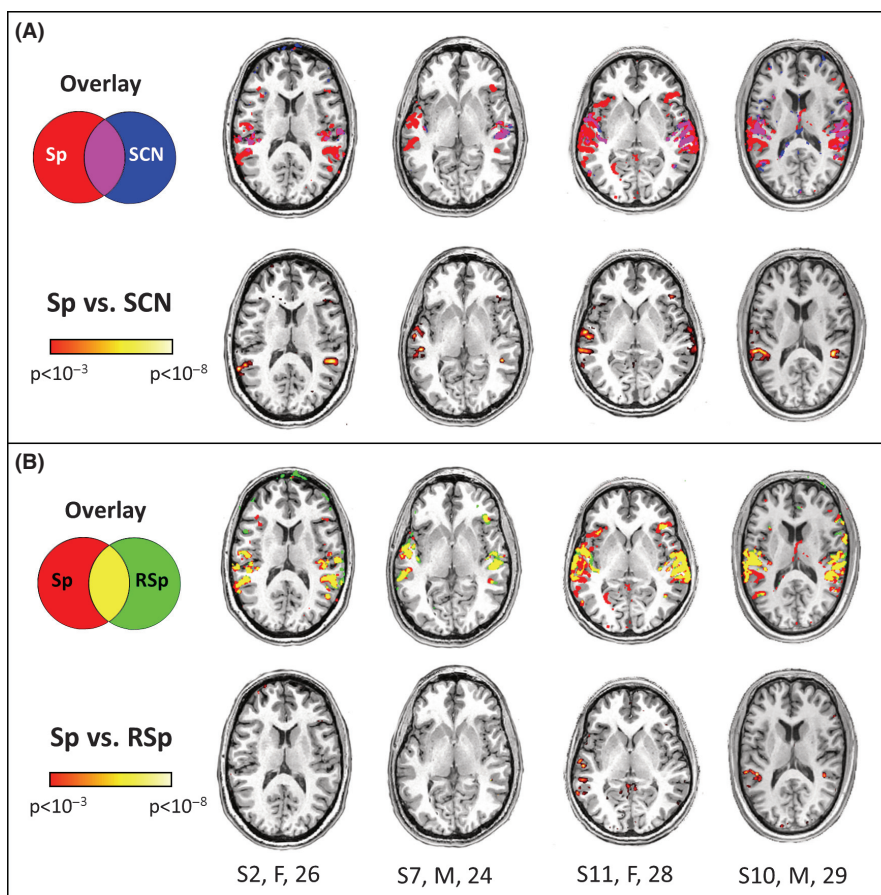 (A)
Overlay
Sp SCN
Sp vs. SCN
p<10⁻³ p<10⁻⁸
(B)
Overlay
Sp RSp
Sp vs. RSp
p<10⁻³ p<10⁻⁸
S2, F, 26 S7, M, 24 S11, F, 28 S10, M, 29